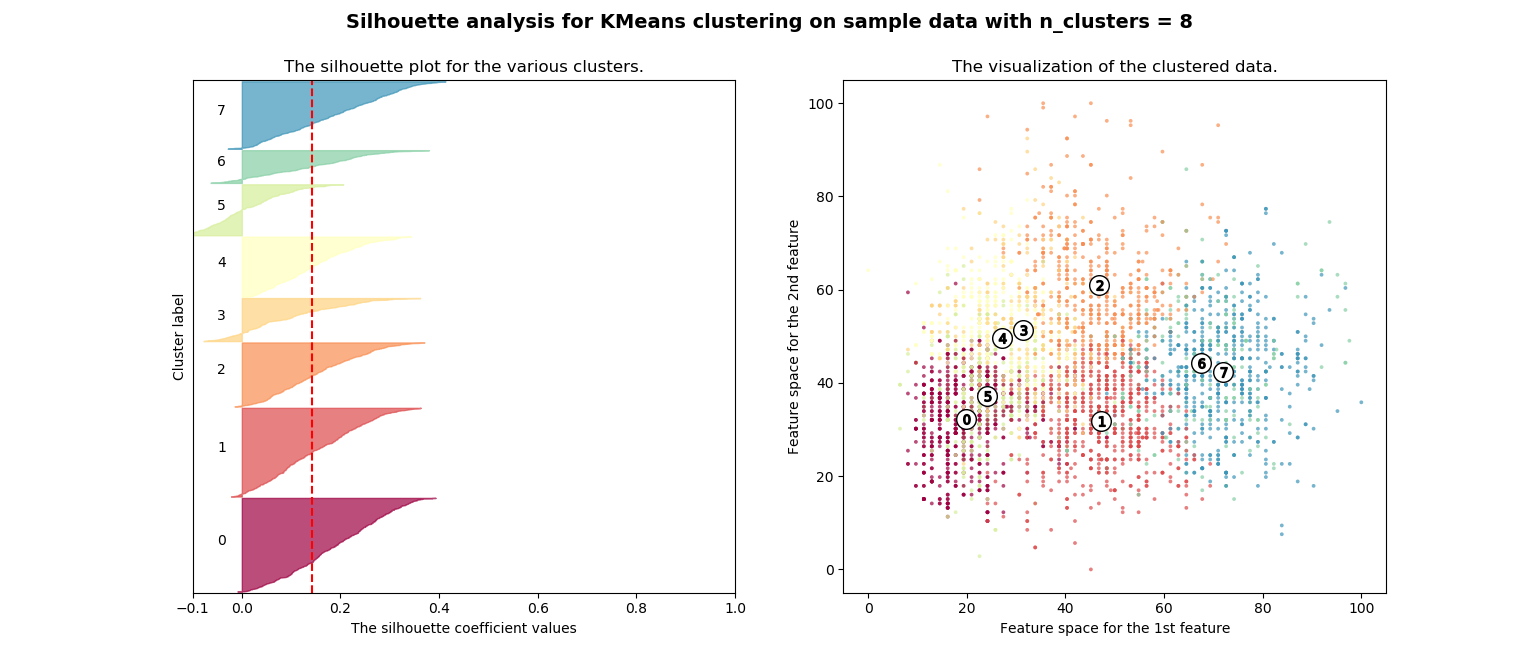 Silhouette analysis for KMeans clustering on sample data with n_clusters = 8
The silhouette plot for the various clusters.
7
6
5
4
3
2
1
0
Cluster label
−0.1 0.0 0.2 0.4 0.6 0.8 1.0
The silhouette coefficient values
The visualization of the clustered data.
100
80
60
40
20
0
Feature space for the 2nd feature
2
3
4
6
7
5
0
1
0 20 40 60 80 100
Feature space for the 1st feature